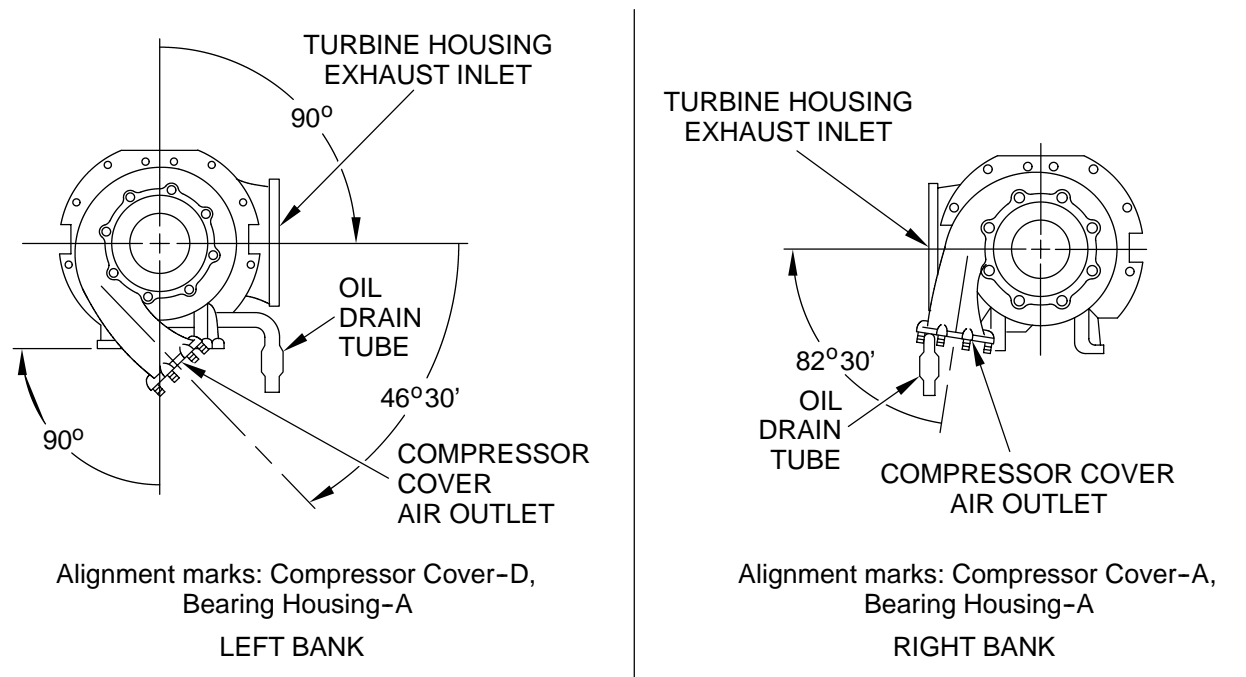 TURBINE HOUSING
EXHAUST INLET
90°
OIL
DRAIN
TUBE
46°30’
90°
COMPRESSOR
COVER
AIR OUTLET
Alignment marks: Compressor Cover-D,
Bearing Housing-A
LEFT BANK
TURBINE HOUSING
EXHAUST INLET
82°30’
OIL
DRAIN
TUBE
COMPRESSOR COVER
AIR OUTLET
Alignment marks: Compressor Cover-A,
Bearing Housing-A
RIGHT BANK